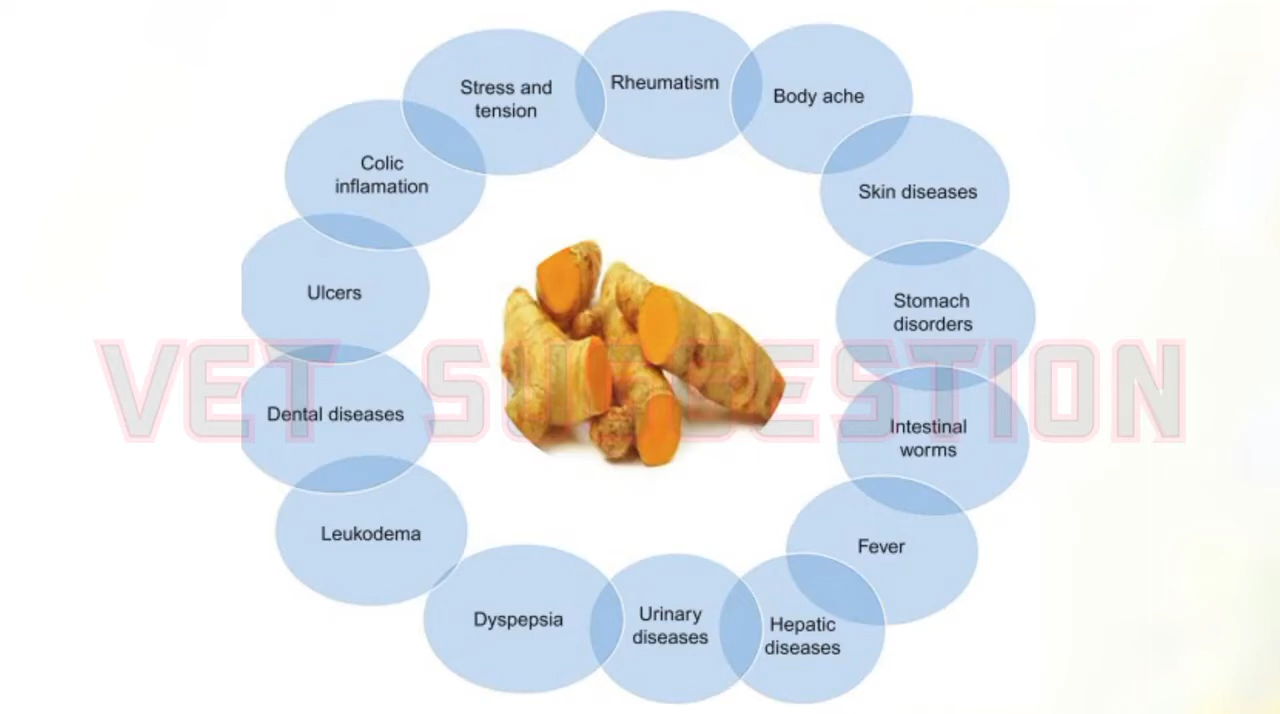 Stress and
tension
Rheumatism
Body ache
Skin diseases
Stomach
disorders
Intestinal
worms
Fever
Hepatic
diseases
Urinary
diseases
Dyspepsia
Leukodema
Dental diseases
Ulcers
Colic
inflamation
VET SUGGESTION